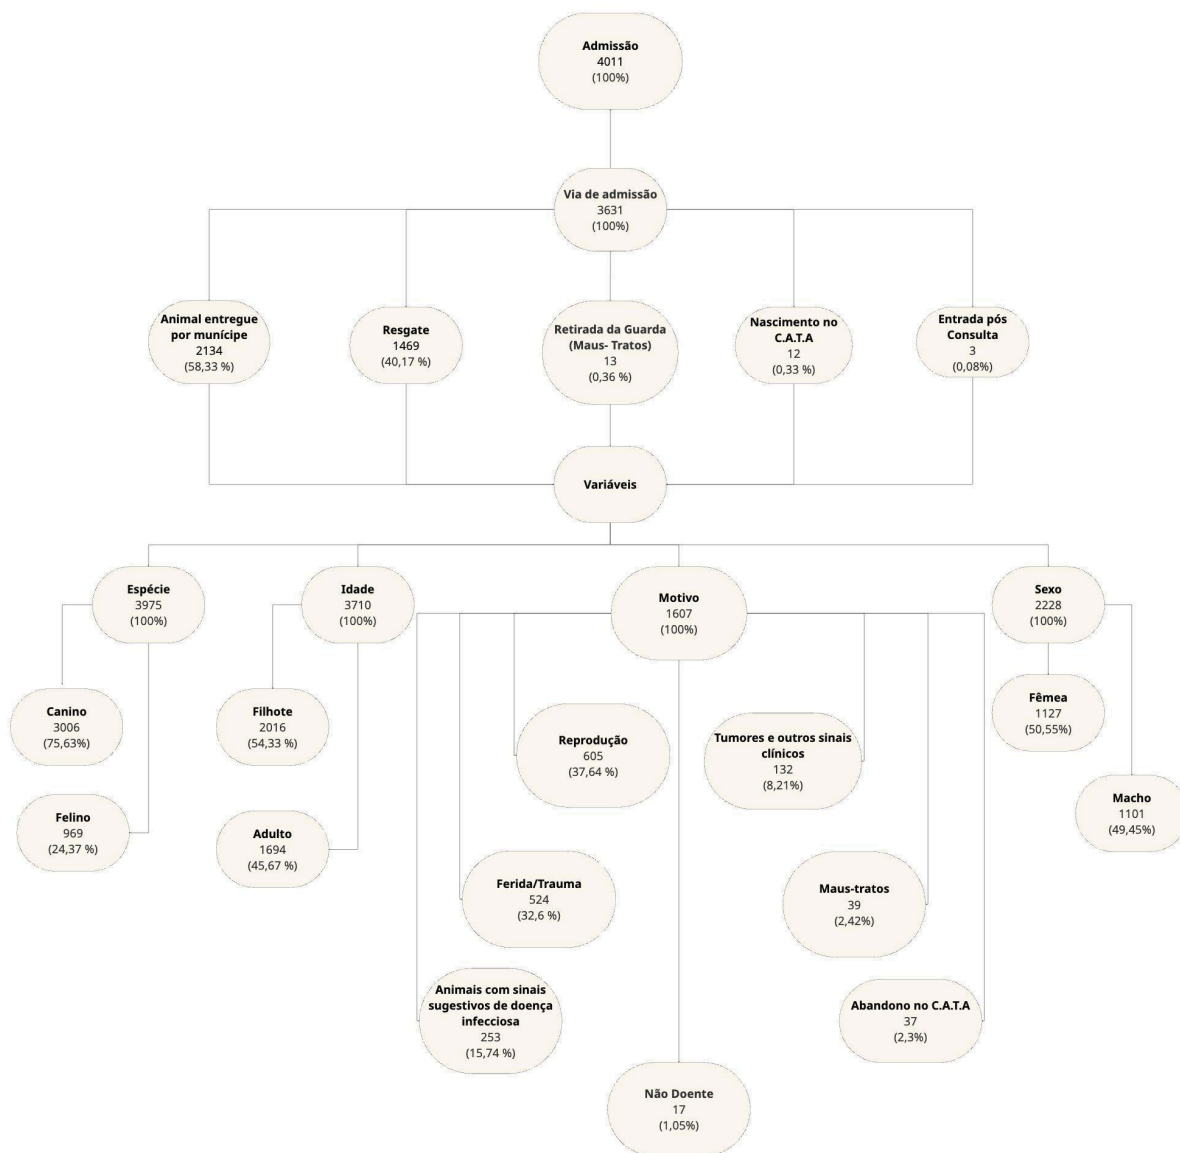 Admissão
4011
(100%)
Via de admissão
3631
(100%)
Animal entregue
por munícipe
2134
(58,33 %)
Resgate
1469
(40,17 %)
Retirada da Guarda
(Maus- Tratos)
13
(0,36 %)
Nascimento no
C.A.T.A
12
(0,33 %)
Entrada pós
Consulta
3
(0,08%)
Variáveis
Espécie
3975
(100%)
Idade
3710
(100%)
Motivo
1607
(100%)
Sexo
2228
(100%)
Canino
3006
(75,63%)
Filhote
2016
(54,33 %)
Reprodução
605
(37,64 %)
Tumores e outros sinais
clínicos
132
(8,21%)
Fêmea
1127
(50,55%)
Felino
969
(24,37 %)
Adulto
1694
(45,67 %)
Macho
1101
(49,45%)
Ferida/Trauma
524
(32,6 %)
Maus-tratos
39
(2,42%)
Animais com sinais
sugestivos de doença
infecciosa
253
(15,74 %)
Abandono no C.A.T.A
37
(2,3%)
Não Doente
17
(1,05%)